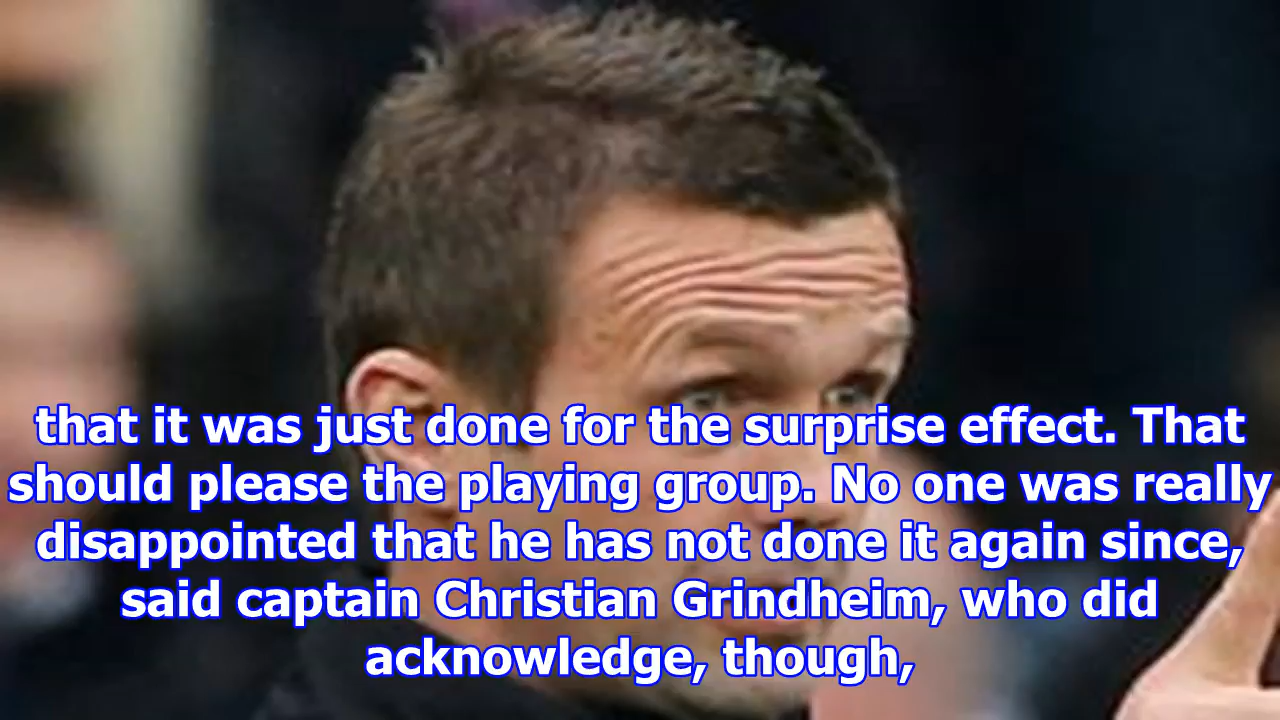 that it was just done for the surprise effect. That
should please the playing group. No one was really
disappointed that he has not done it again since,
said captain Christian Grindheim, who did
acknowledge, though,